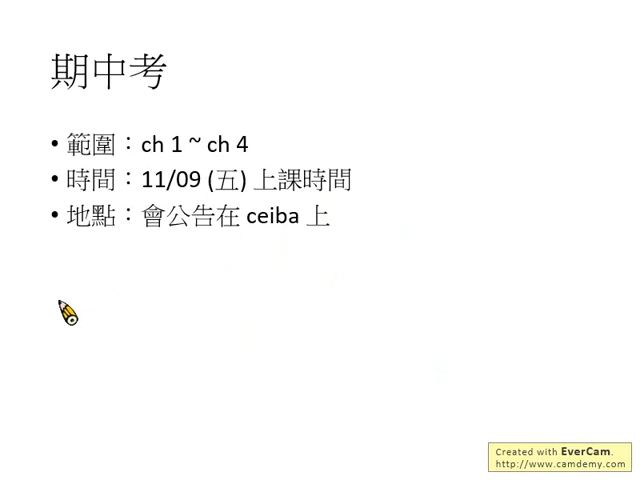 期中考
• 範圍：ch 1 ~ ch 4
• 時間：11/09 (五) 上課時間
• 地點：會公告在 ceiba 上
Created with EverCam.
http://www.camdemy.com